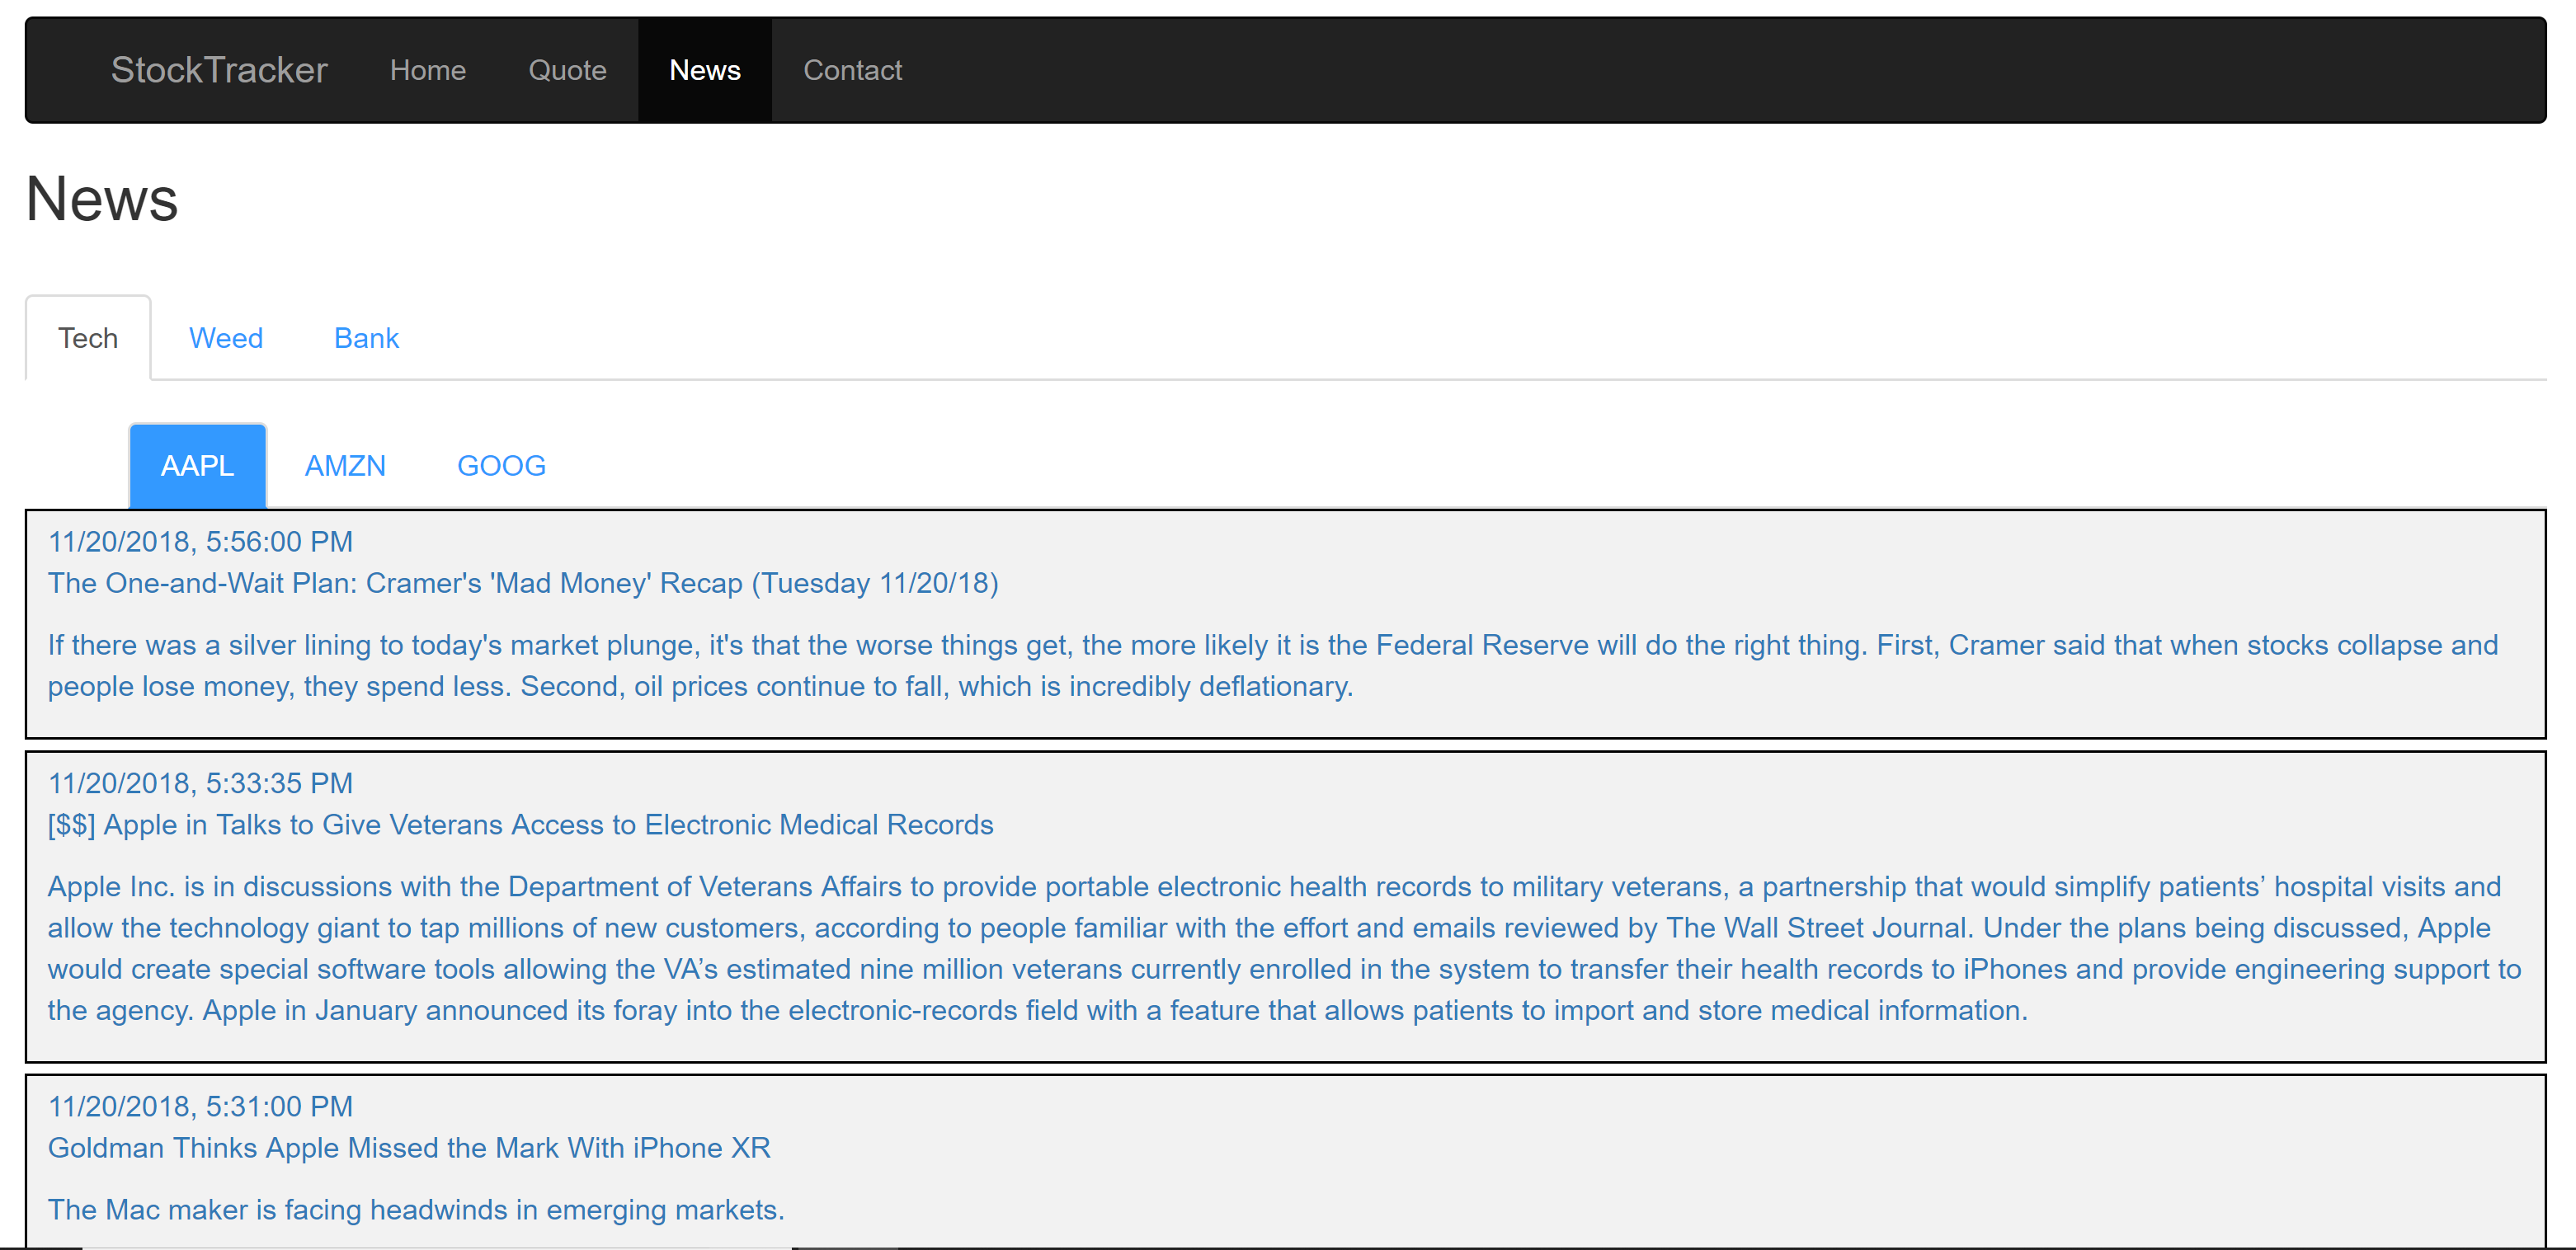 StockTracker Home Quote News Contact
News
Tech Weed Bank
AAPL AMZN GOOG
11/20/2018, 5:56:00 PM
The One-and-Wait Plan: Cramer's 'Mad Money' Recap (Tuesday 11/20/18)
If there was a silver lining to today's market plunge, it's that the worse things get, the more likely it is the Federal Reserve will do the right thing. First, Cramer said that when stocks collapse and
people lose money, they spend less. Second, oil prices continue to fall, which is incredibly deflationary.
11/20/2018, 5:33:35 PM
[$$] Apple in Talks to Give Veterans Access to Electronic Medical Records
Apple Inc. is in discussions with the Department of Veterans Affairs to provide portable electronic health records to military veterans, a partnership that would simplify patients’ hospital visits and
allow the technology giant to tap millions of new customers, according to people familiar with the effort and emails reviewed by The Wall Street Journal. Under the plans being discussed, Apple
would create special software tools allowing the VA’s estimated nine million veterans currently enrolled in the system to transfer their health records to iPhones and provide engineering support to
the agency. Apple in January announced its foray into the electronic-records field with a feature that allows patients to import and store medical information.
11/20/2018, 5:31:00 PM
Goldman Thinks Apple Missed the Mark With iPhone XR
The Mac maker is facing headwinds in emerging markets.